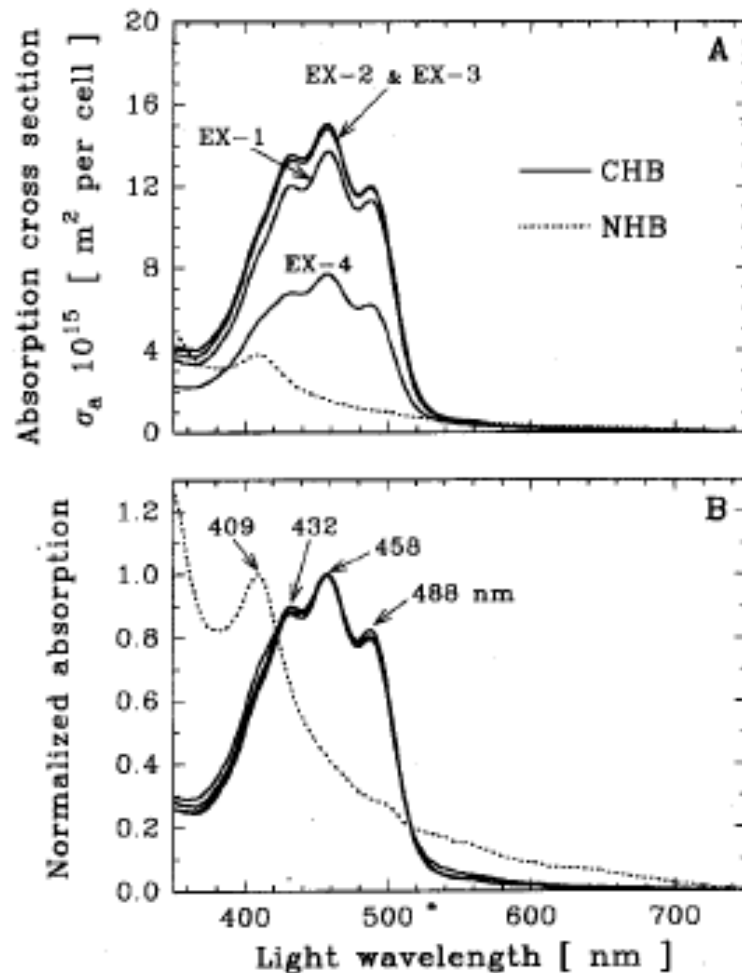 A
20
16
12
8
4
0
EX-2 & EX-3
EX-1
EX-4
CHB
NHB
Absorption cross section
σa 10^15 [ m^2 per cell ]
B
1.2
1.0
0.8
0.6
0.4
0.2
0.0
409
432
458
488 nm
Normalized absorption
400
500
600
700
Light wavelength [ nm ]